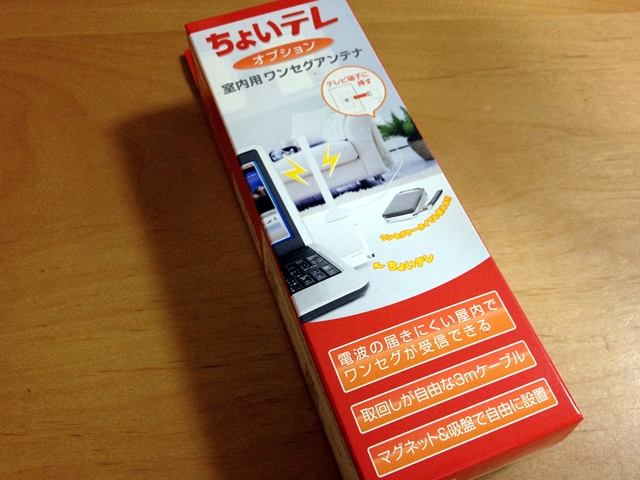 ちょいテレ
オプション
室内用ワンセグアンテナ
テレビ端子に
挿す
ちょいテレ
電波の届きにくい屋内で
ワンセグが受信できる
取回しが自由な3mケーブル
マグネット&吸盤で自由に設置